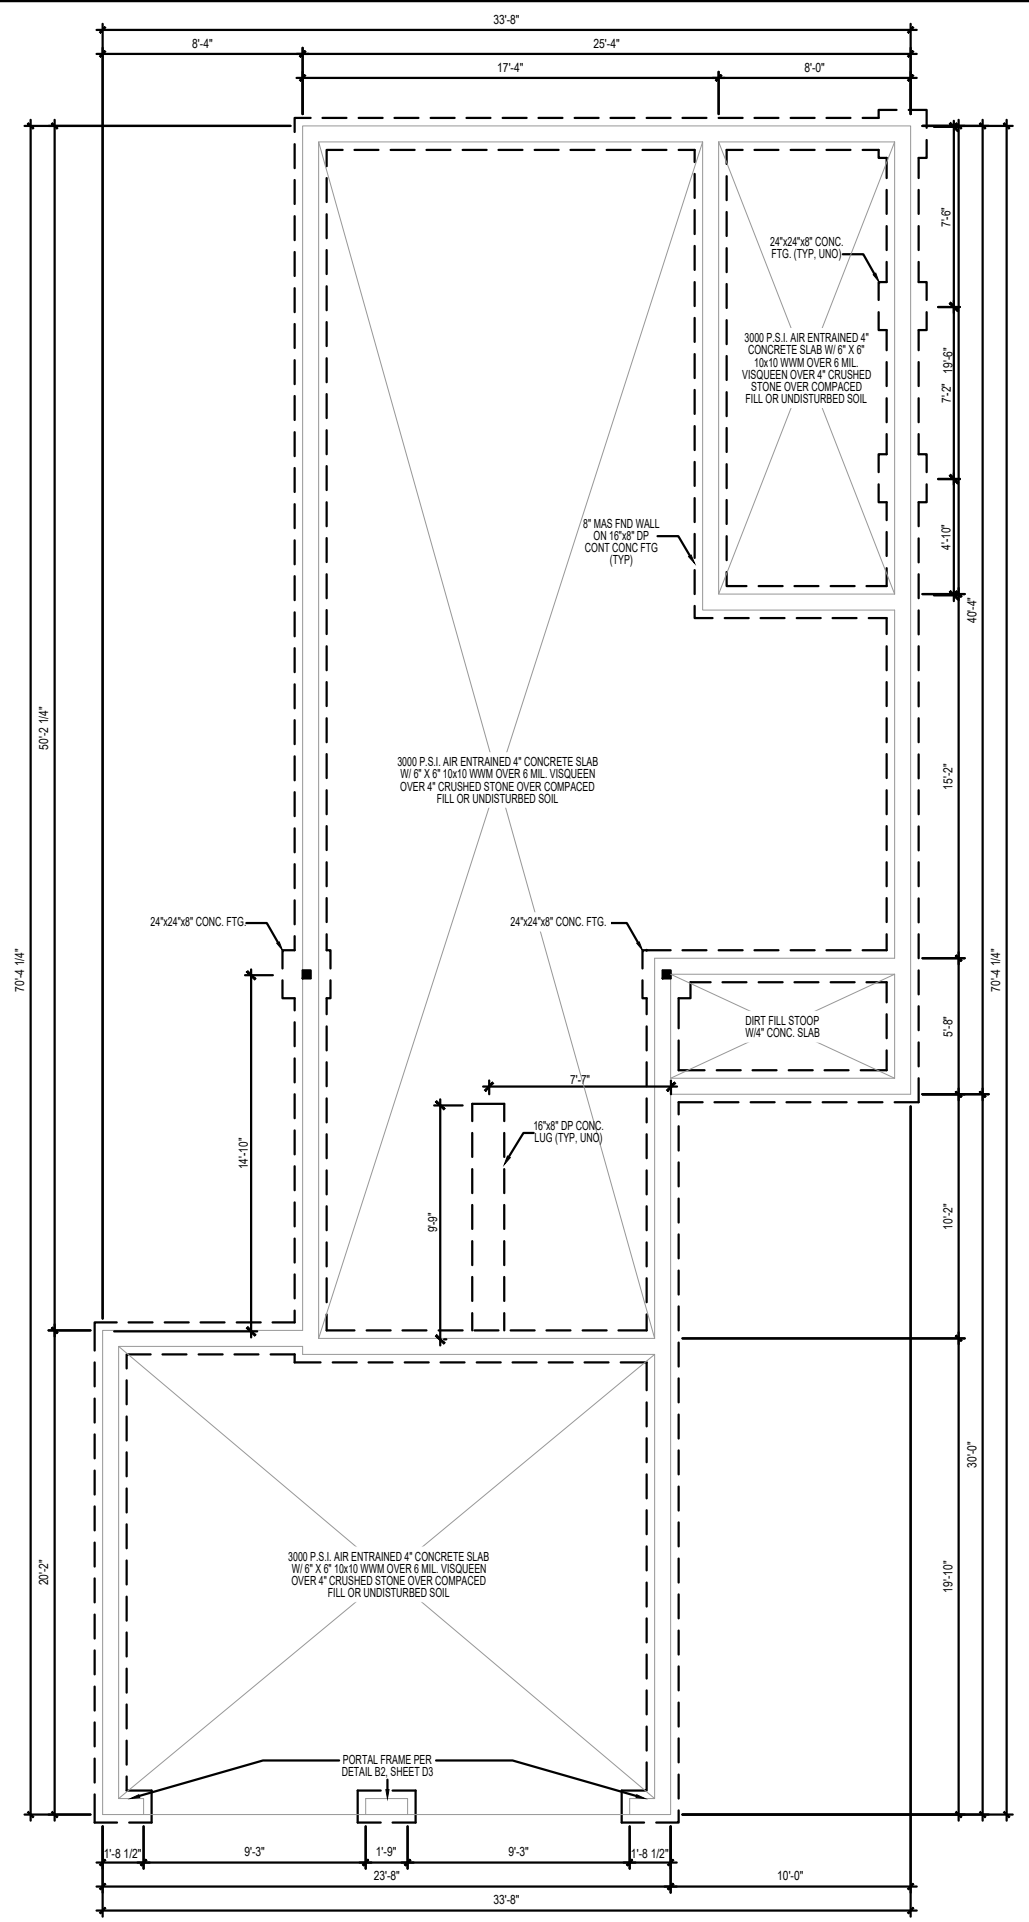 33'-8"
8'-4"
25'-4"
17'-4"
8'-0"
7'-6"
24"x24"x8" CONC.
FTG. (TYP, UNO)
3000 P.S.I. AIR ENTRAINED 4"
CONCRETE SLAB W/ 6" X 6"
10x10 WWM OVER 6 MIL.
VISQUEEN OVER 4" CRUSHED
STONE OVER COMPACED
FILL OR UNDISTURBED SOIL
19'-6"
7'-2"
8" MAS FND WALL
ON 16"x8" DP
CONT CONC FTG
(TYP)
4'-10"
40'-4"
50'-2 1/4"
15'-2"
3000 P.S.I. AIR ENTRAINED 4" CONCRETE SLAB
W/ 6" X 6" 10x10 WWM OVER 6 MIL. VISQUEEN
OVER 4" CRUSHED STONE OVER COMPACED
FILL OR UNDISTURBED SOIL
24"x24"x8" CONC. FTG.
24"x24"x8" CONC. FTG.
70'-4 1/4"
70'-4 1/4"
DIRT FILL STOOP
W/4" CONC. SLAB
5'-8"
7'-7"
16"x8" DP CONC.
LUG (TYP, UNO)
14'-10"
9'-9"
10'-2"
30'-0"
3000 P.S.I. AIR ENTRAINED 4" CONCRETE SLAB
W/ 6" X 6" 10x10 WWM OVER 6 MIL. VISQUEEN
OVER 4" CRUSHED STONE OVER COMPACED
FILL OR UNDISTURBED SOIL
20'-2"
19'-10"
PORTAL FRAME PER
DETAIL B2, SHEET D3
1'-8 1/2"
9'-3"
1'-9"
9'-3"
1'-8 1/2"
23'-8"
10'-0"
33'-8"